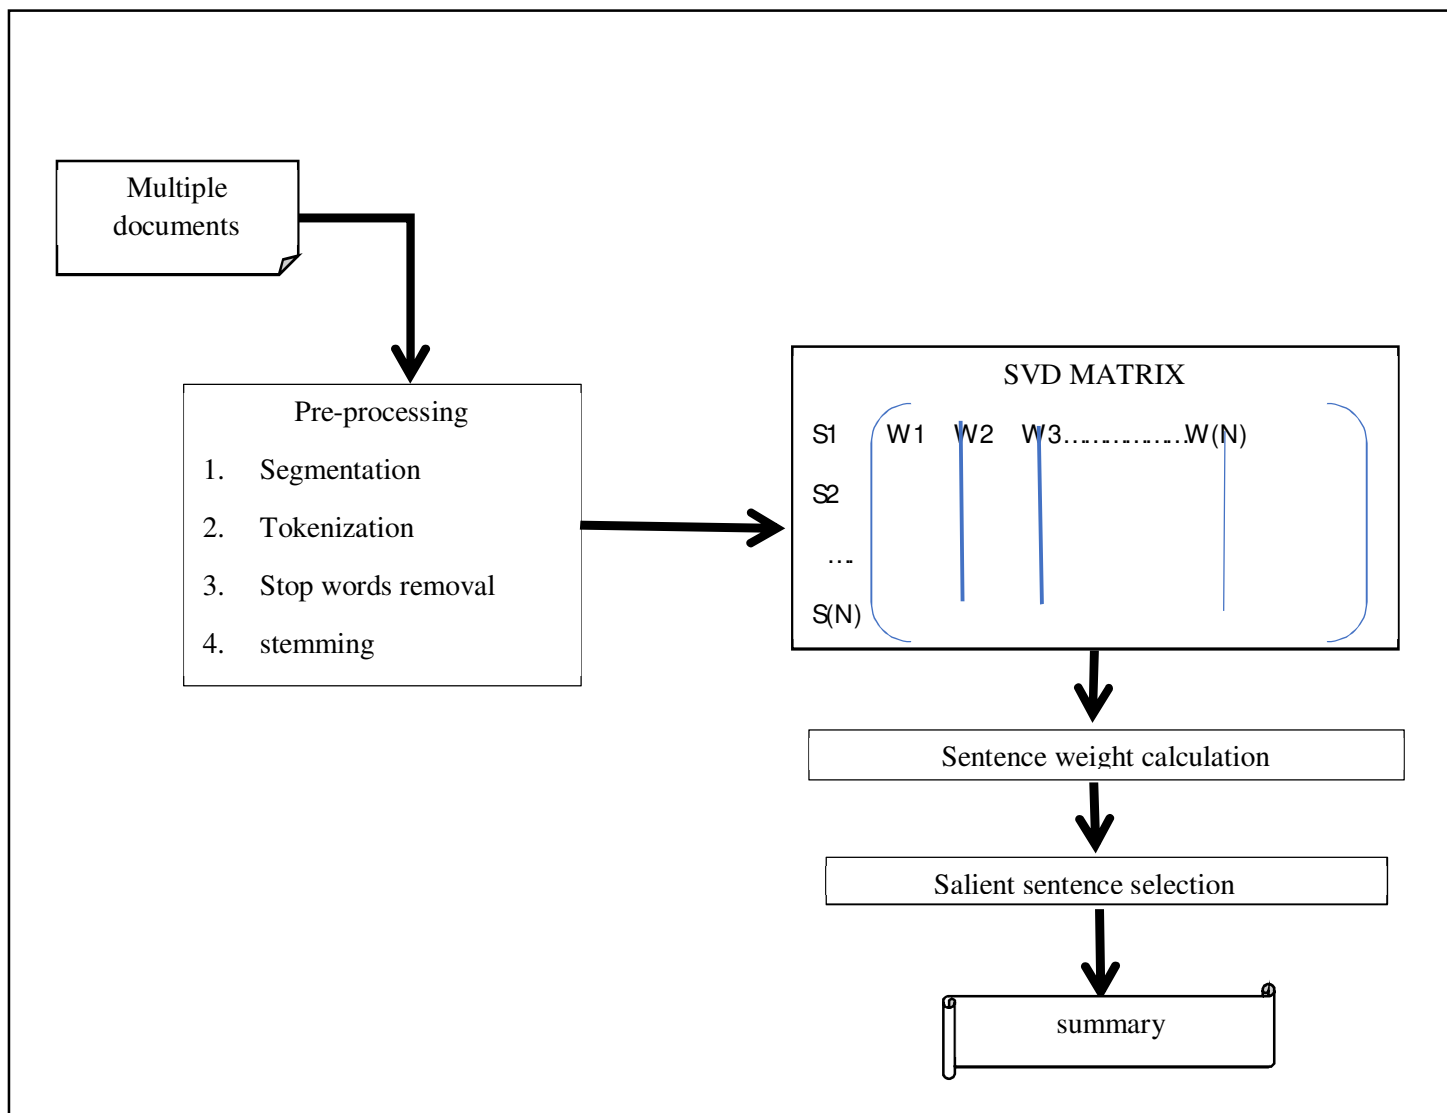 Multiple
documents
Pre-processing
1. Segmentation
2. Tokenization
3. Stop words removal
4. stemming
SVD MATRIX
S1 W1 W2 W3………………W(N)
S2
….
S(N)
Sentence weight calculation
Salient sentence selection
summary